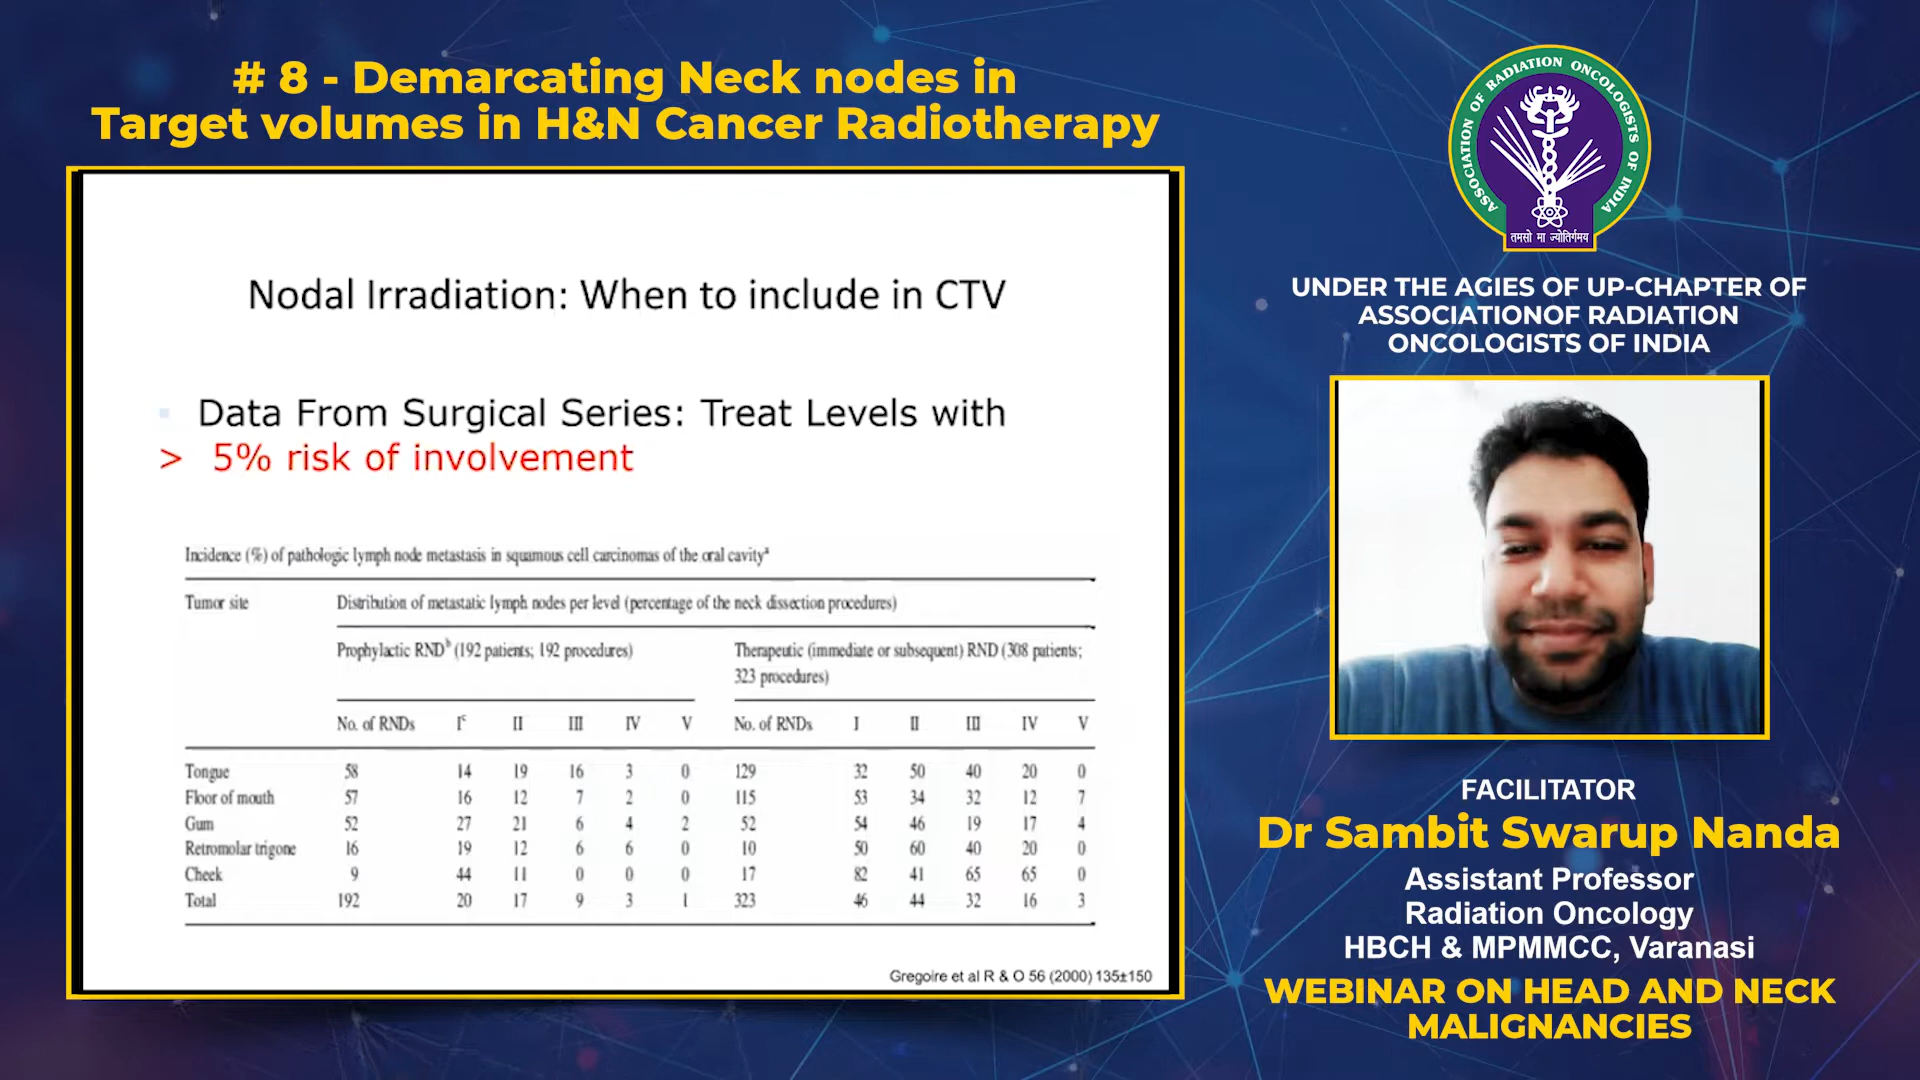 # 8 - Demarcating Neck nodes in
Target volumes in H&N Cancer Radiotherapy
Nodal Irradiation: When to include in CTV
Data From Surgical Series: Treat Levels with
> 5% risk of involvement
Incidence (%) of pathologic lymph node metastasis in squamous cell carcinomas of the oral cavityᵃ
Tumor site Distribution of metastatic lymph nodes per level (percentage of the neck dissection procedures)
Prophylactic RNDᵇ (192 patients; 192 procedures) Therapeutic (immediate or subsequent) RND (308 patients;
323 procedures)
No. of RNDs Iᶜ II III IV V No. of RNDs I II III IV V
Tongue 58 14 19 16 3 0 129 32 50 40 20 0
Floor of mouth 57 16 12 7 2 0 115 53 34 32 12 7
Gum 52 27 21 6 4 2 52 54 46 19 17 4
Retromolar trigone 16 19 12 6 6 0 10 50 60 40 20 0
Cheek 9 44 11 0 0 0 17 82 41 65 65 0
Total 192 20 17 9 3 1 323 46 44 32 16 3
Gregoire et al R & O 56 (2000) 135±150
ASSOCIATION OF RADIATION ONCOLOGISTS OF INDIA
तमसो मा ज्योतिर्गमय
UNDER THE AGIES OF UP-CHAPTER OF
ASSOCIATIONOF RADIATION
ONCOLOGISTS OF INDIA
FACILITATOR
Dr Sambit Swarup Nanda
Assistant Professor
Radiation Oncology
HBCH & MPMMCC, Varanasi
WEBINAR ON HEAD AND NECK
MALIGNANCIES